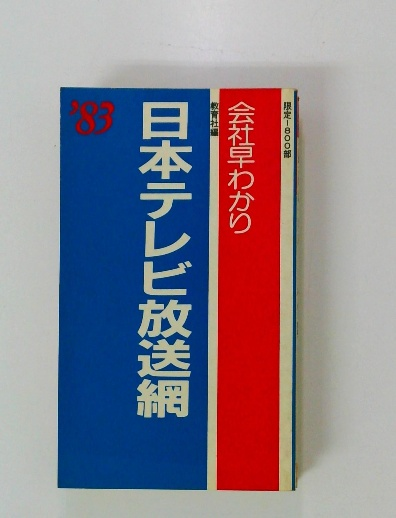 限定1800部
会社早わかり
教育社編
日本テレビ放送網
'83